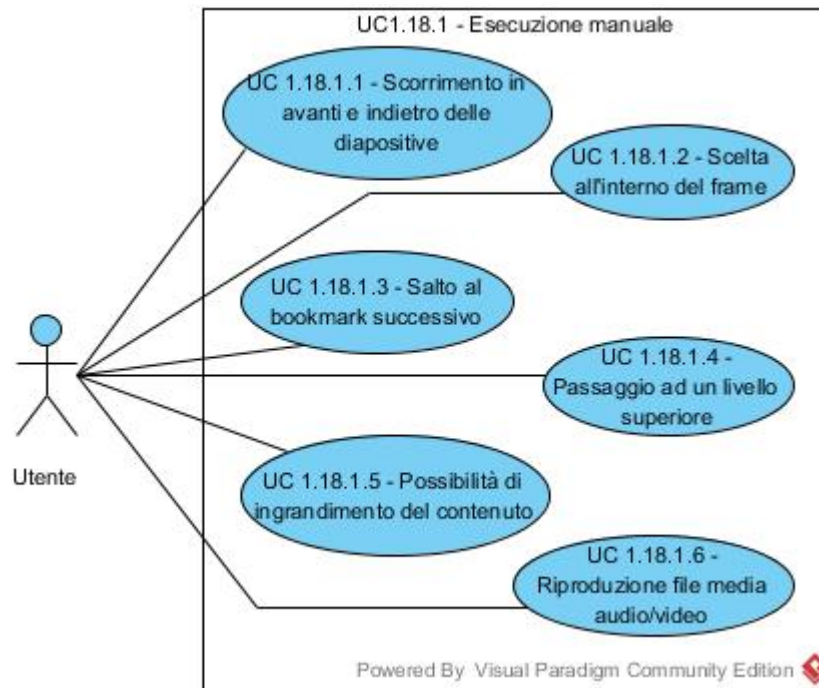 UC1.18.1 - Esecuzione manuale
UC 1.18.1.1 - Scorrimento in
avanti e indietro delle
diapositive
UC 1.18.1.2 - Scelta
all'interno del frame
UC 1.18.1.3 - Salto al
bookmark successivo
UC 1.18.1.4 -
Passaggio ad un livello
superiore
Utente
UC 1.18.1.5 - Possibilità di
ingrandimento del contenuto
UC 1.18.1.6 -
Riproduzione file media
audio/video
Powered By Visual Paradigm Community Edition